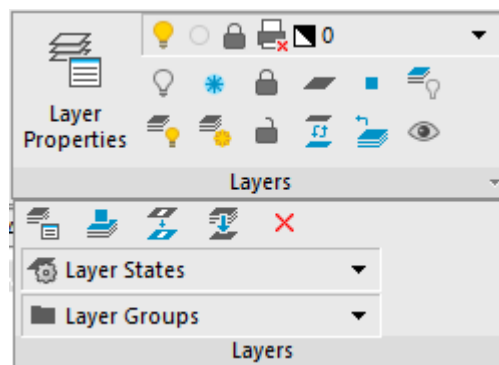 0
Layer
Properties
Layers
Layer States
Layer Groups
Layers